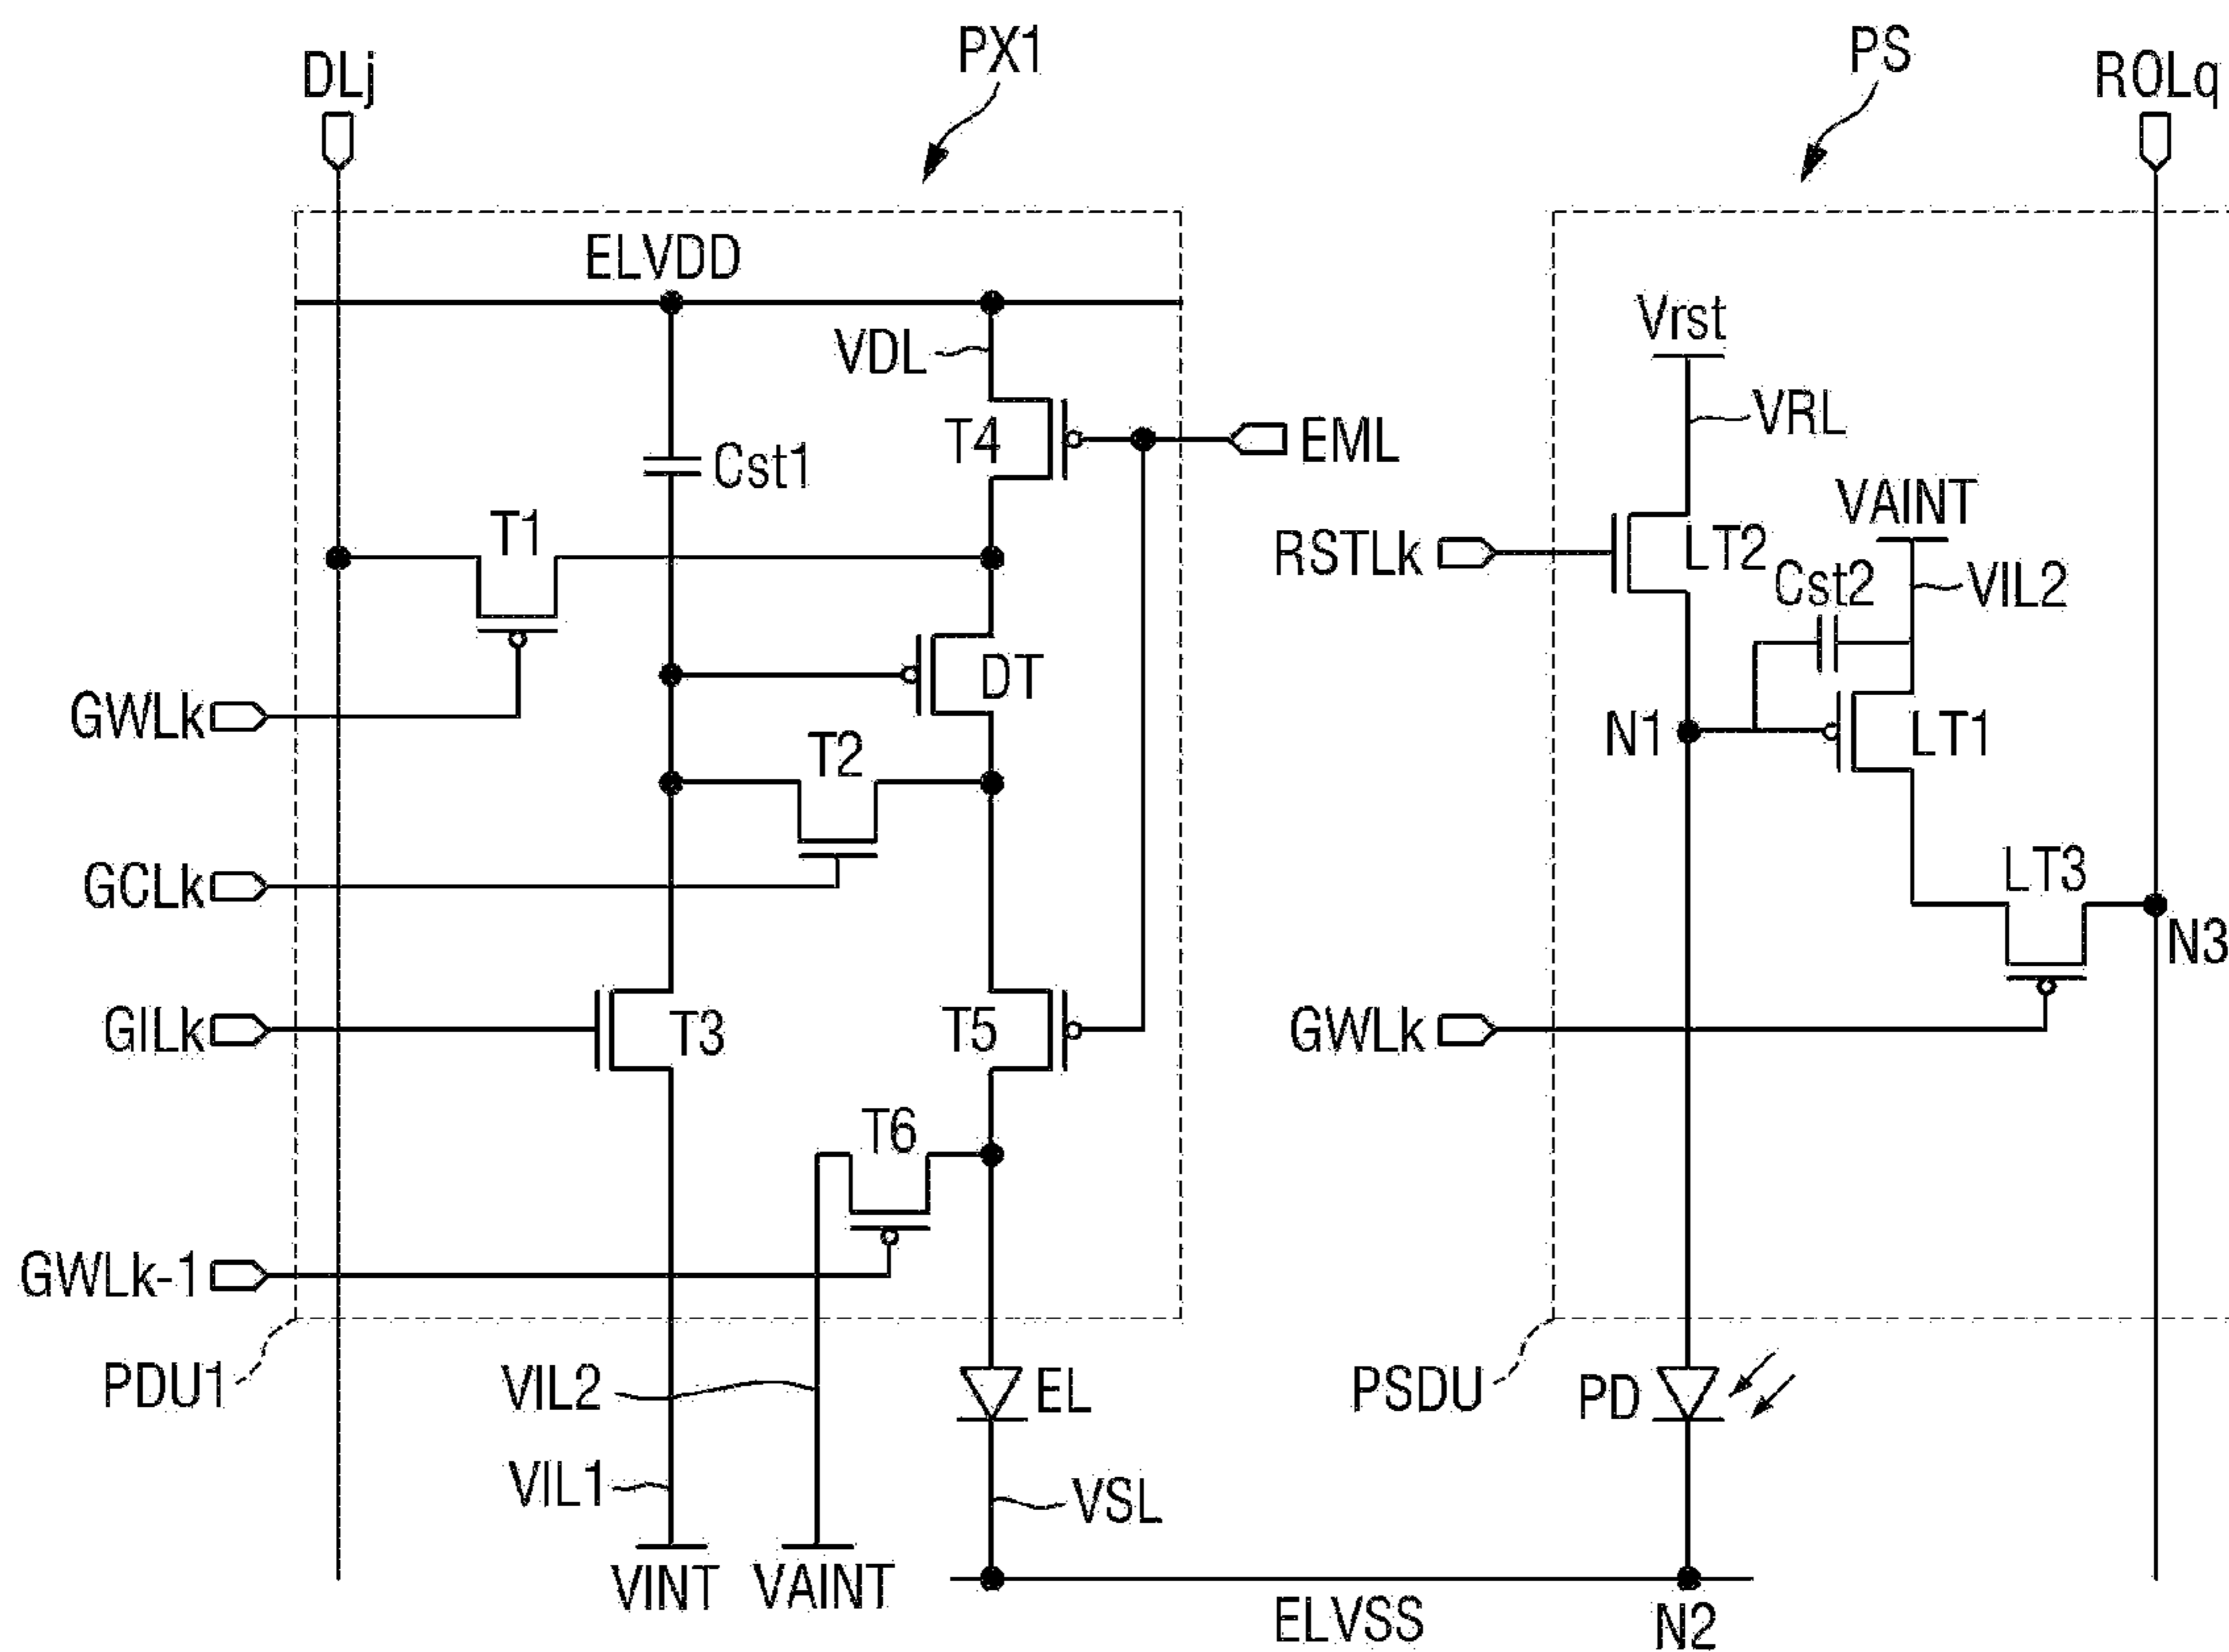 PX1
PS
DLj
ROLq
ELVDD
Vrst
VDL
VRL
T4
EML
Cst1
VAINT
T1
RSTLk
LT2
Cst2
VIL2
DT
GWLk
N1
LT1
T2
GCLk
LT3
N3
GILk
T3
T5
GWLk
T6
GWLk-1
PDU1
VIL2
EL
PSDU
PD
VIL1
VSL
VINT
VAINT
ELVSS
N2